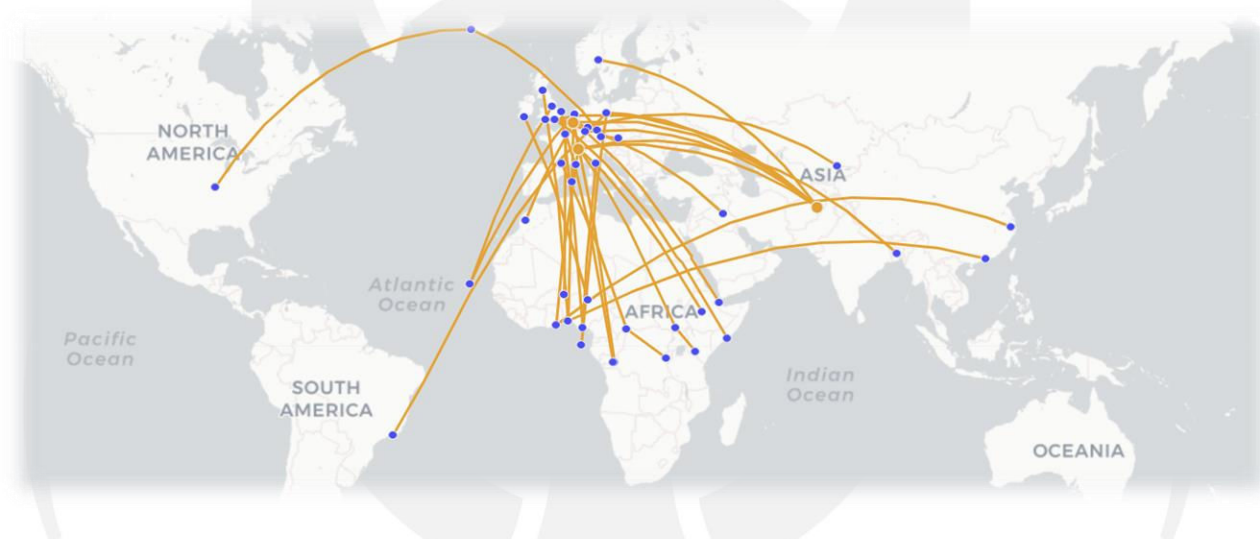 NORTH
AMERICA
ASIA
Atlantic
Ocean
AFRICA
Pacific
Ocean
SOUTH
AMERICA
Indian
Ocean
OCEANIA